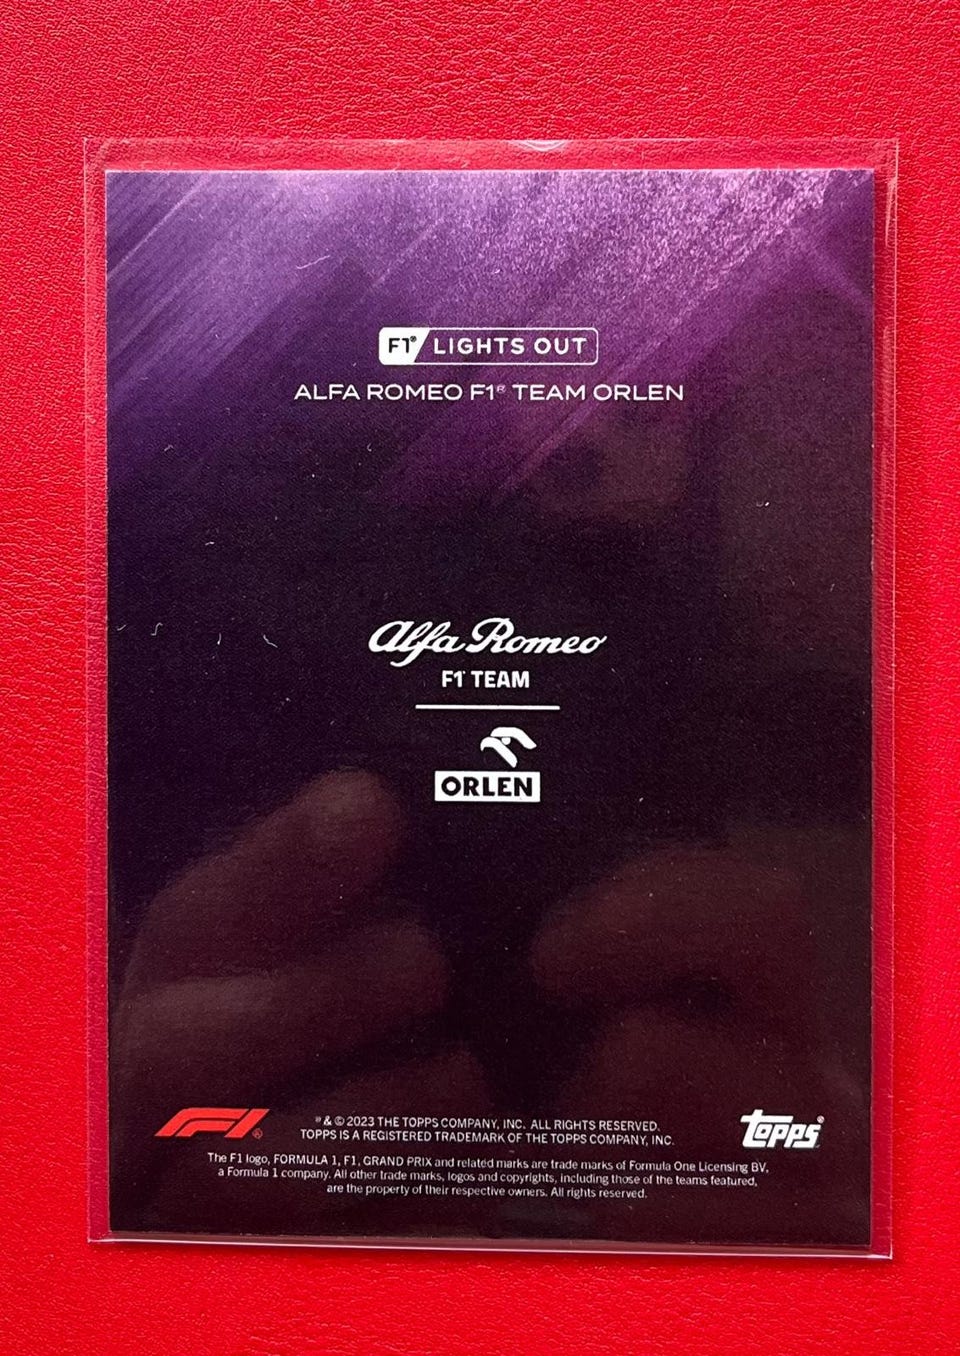 F1® LIGHTS OUT
ALFA ROMEO F1® TEAM ORLEN
Alfa Romeo
F1 TEAM
ORLEN
F1®
® & © 2023 THE TOPPS COMPANY, INC. ALL RIGHTS RESERVED.
TOPPS IS A REGISTERED TRADEMARK OF THE TOPPS COMPANY, INC.
topps®
The F1 logo, FORMULA 1, F1, GRAND PRIX and related marks are trade marks of Formula One Licensing BV,
a Formula 1 company. All other trade marks, logos and copyrights, including those of the teams featured,
are the property of their respective owners. All rights reserved.